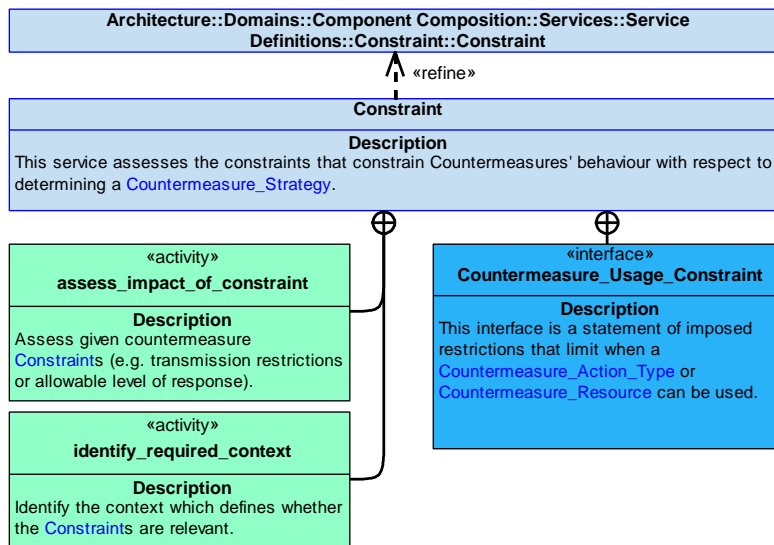 Architecture::Domains::Component Composition::Services::Service
Definitions::Constraint::Constraint
«refine»
Constraint
Description
This service assesses the constraints that constrain Countermeasures' behaviour with respect to
determining a Countermeasure_Strategy.
«activity»
assess_impact_of_constraint
Description
Assess given countermeasure
Constraints (e.g. transmission restrictions
or allowable level of response).
«interface»
Countermeasure_Usage_Constraint
Description
This interface is a statement of imposed
restrictions that limit when a
Countermeasure_Action_Type or
Countermeasure_Resource can be used.
«activity»
identify_required_context
Description
Identify the context which defines whether
the Constraints are relevant.